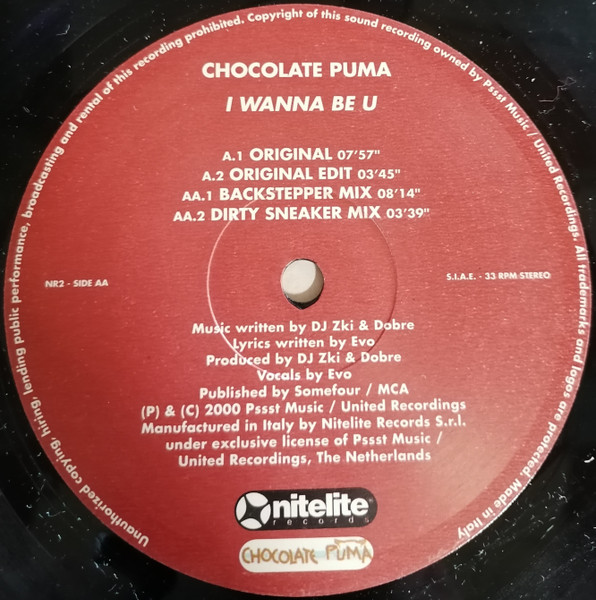 CHOCOLATE PUMA
I WANNA BE U
A.1 ORIGINAL 07'57"
A.2 ORIGINAL EDIT 03'45"
AA.1 BACKSTEPPER MIX 08'14"
AA.2 DIRTY SNEAKER MIX 03'39"
NR2 - SIDE AA
S.I.A.E. - 33 RPM STEREO
Music written by DJ Zki & Dobre
Lyrics written by Evo
Produced by DJ Zki & Dobre
Vocals by Evo
Published by Somefour / MCA
(P) & (C) 2000 Pssst Music / United Recordings
Manufactured in Italy by Nitelite Records S.r.l.
under exclusive license of Pssst Music /
United Recordings, The Netherlands
nitelite
records
CHOCOLATE PUMA
Unauthorized copying, hiring, lending public performance, broadcasting and rental of this recording prohibited. Copyright of this sound recording owned by Pssst Music / United Recordings. All trademarks and logos are protected. Made in Italy